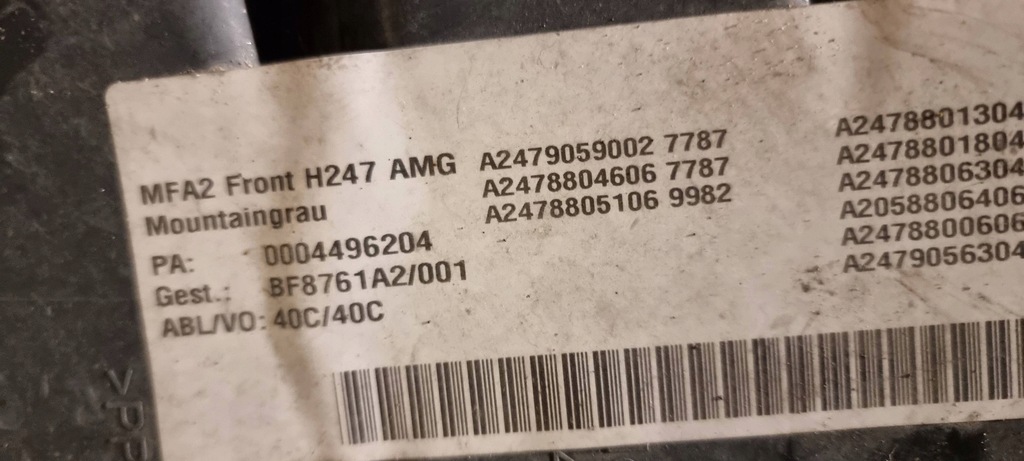 MFA2 Front H247 AMG
Mountaingrau
PA: 0004496204
Gest.: BF8761A2/001
ABL/VO: 40C/40C
A2479059002 7787
A2478804606 7787
A2478805106 9982
A2478801304
A2478801804
A2478806304
A2058806406
A2478800606
A2479056304
>PP